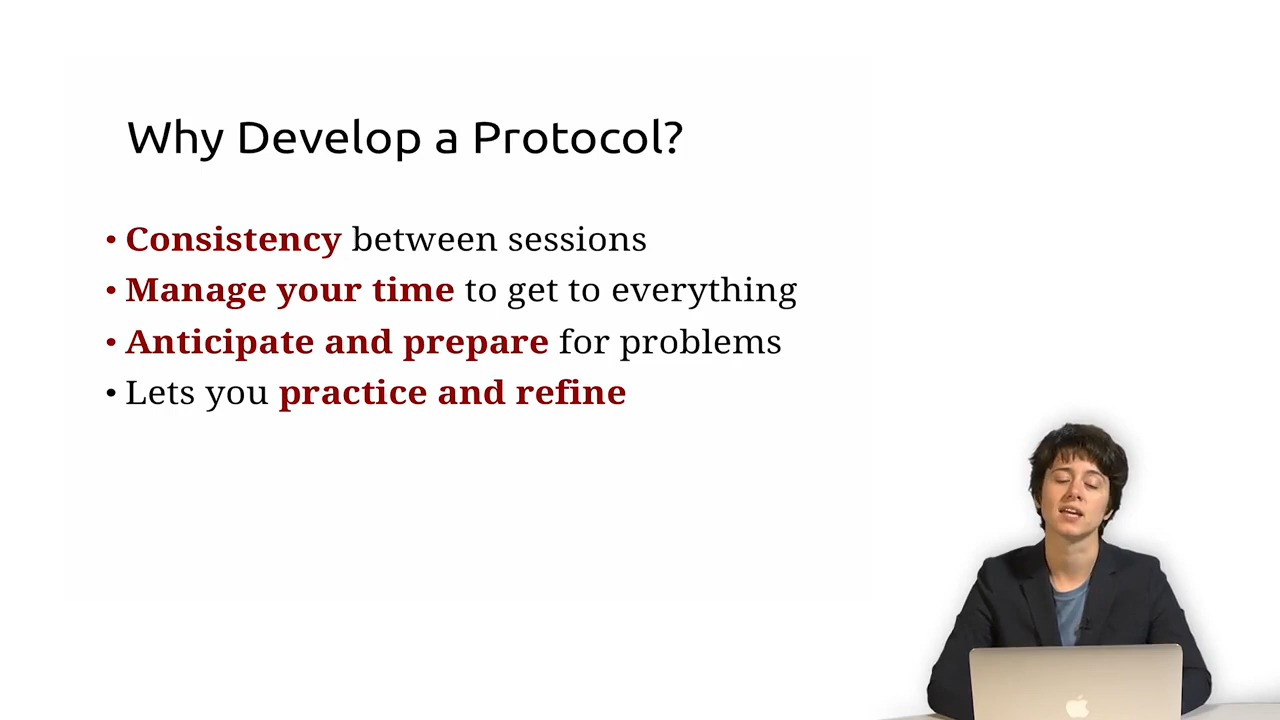 Why Develop a Protocol?
• Consistency between sessions
• Manage your time to get to everything
• Anticipate and prepare for problems
• Lets you practice and refine